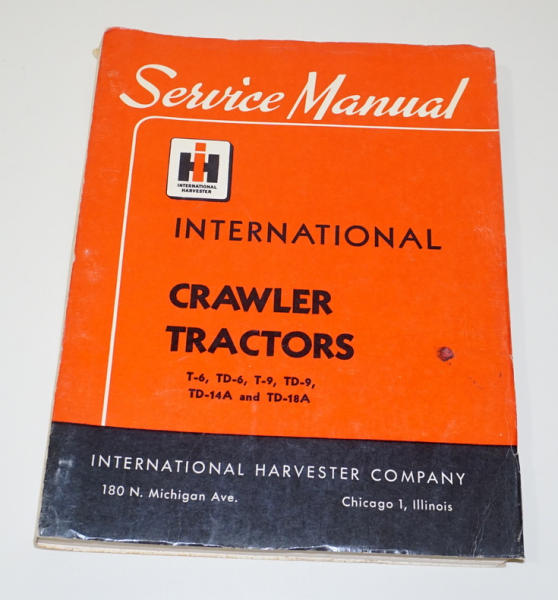 Service Manual
IH
INTERNATIONAL
HARVESTER
INTERNATIONAL
CRAWLER
TRACTORS
T-6, TD-6, T-9, TD-9,
TD-14A and TD-18A
INTERNATIONAL HARVESTER COMPANY
180 N. Michigan Ave. Chicago 1, Illinois